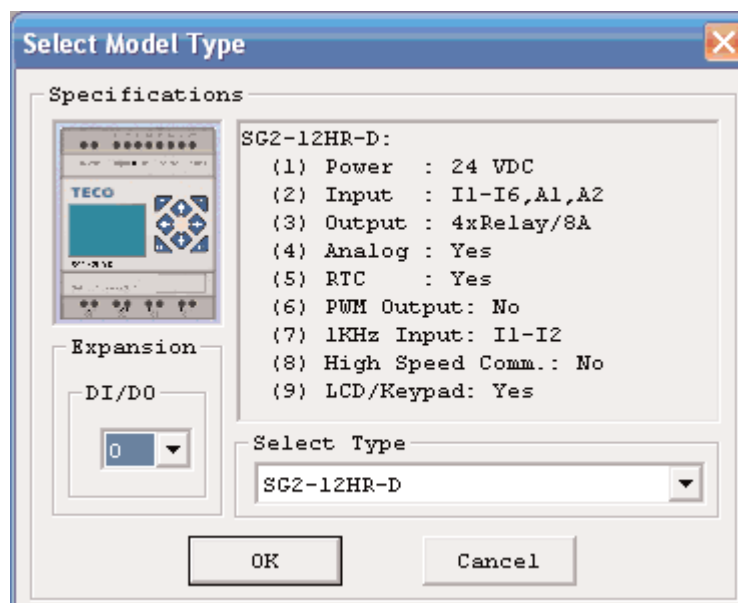 Select Model Type
Specifications
TECO
SG2-12HR-D:
(1) Power : 24 VDC
(2) Input : I1-I6,A1,A2
(3) Output : 4xRelay/8A
(4) Analog : Yes
(5) RTC : Yes
(6) PWM Output: No
(7) 1KHz Input: I1-I2
(8) High Speed Comm.: No
(9) LCD/Keypad: Yes
Expansion
DI/DO
0
Select Type
SG2-12HR-D
OK
Cancel